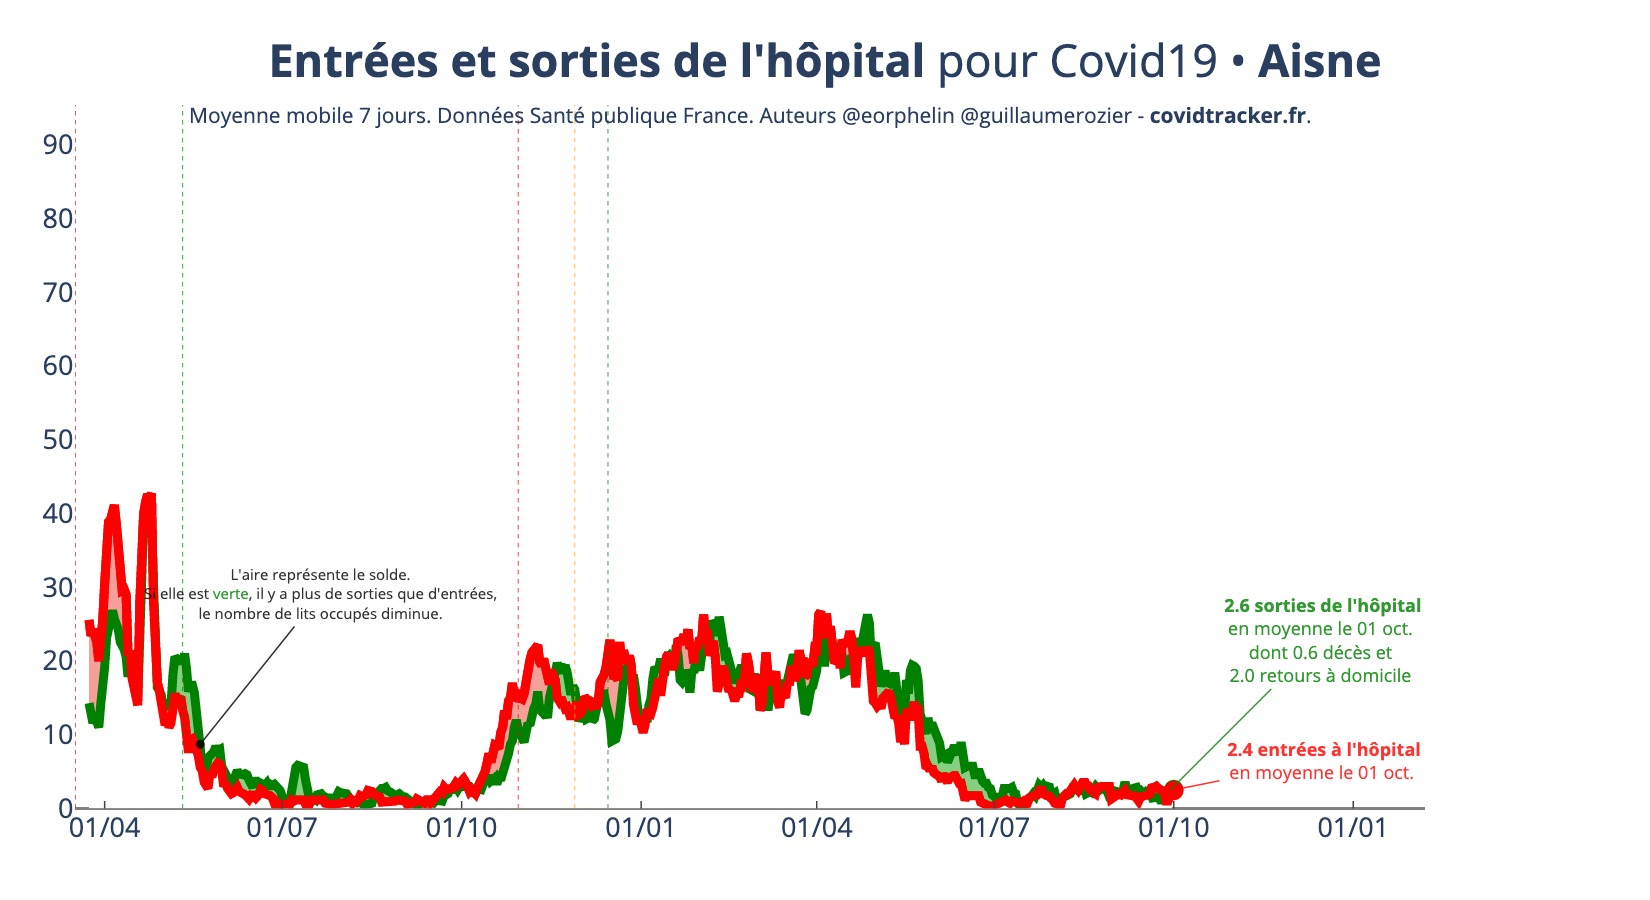 Entrées et sorties de l'hôpital pour Covid19 • Aisne
Moyenne mobile 7 jours. Données Santé publique France. Auteurs @eorphelin @guillaumerozier - covidtracker.fr.
90
80
70
60
50
40
30
20
10
0
L'aire représente le solde.
Si elle est verte, il y a plus de sorties que d'entrées,
le nombre de lits occupés diminue.
2.6 sorties de l'hôpital
en moyenne le 01 oct.
dont 0.6 décès et
2.0 retours à domicile
2.4 entrées à l'hôpital
en moyenne le 01 oct.
01/04 01/07 01/10 01/01 01/04 01/07 01/10 01/01